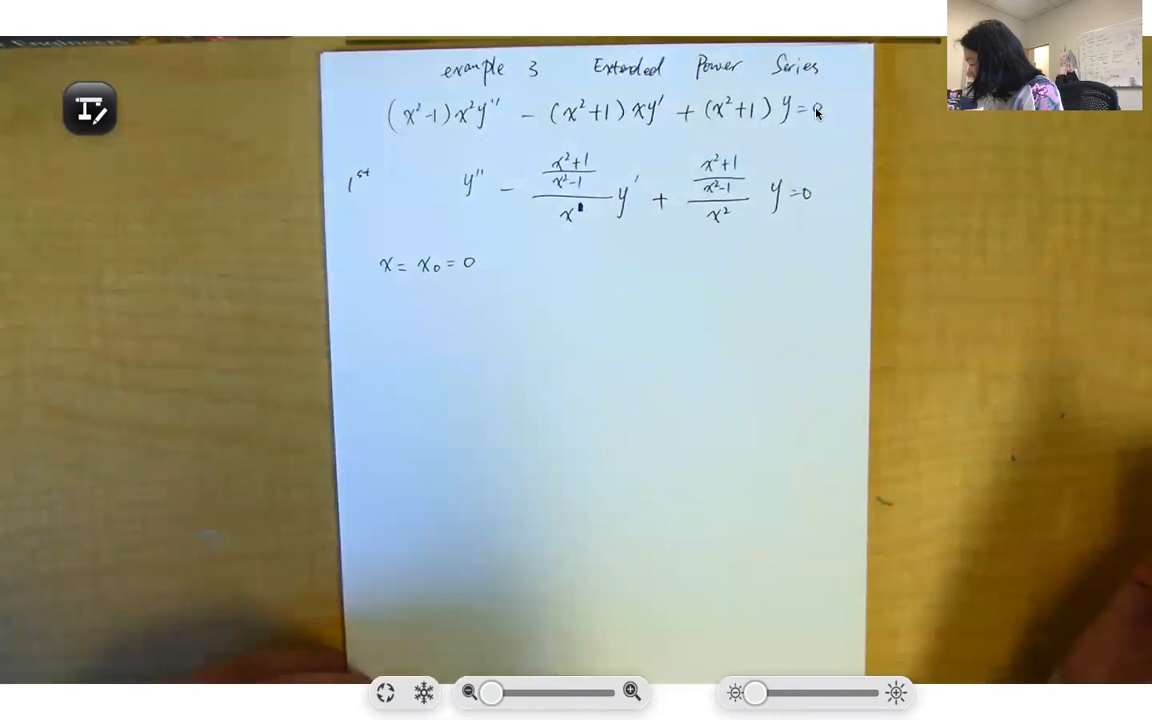 example 3 Extended Power Series
(x²-1)x²y'' - (x²+1)xy' + (x²+1)y=0
1st y'' - ((x²+1)/(x²-1))/x y' + ((x²+1)/(x²-1))/x² y=0
x = x₀ = 0